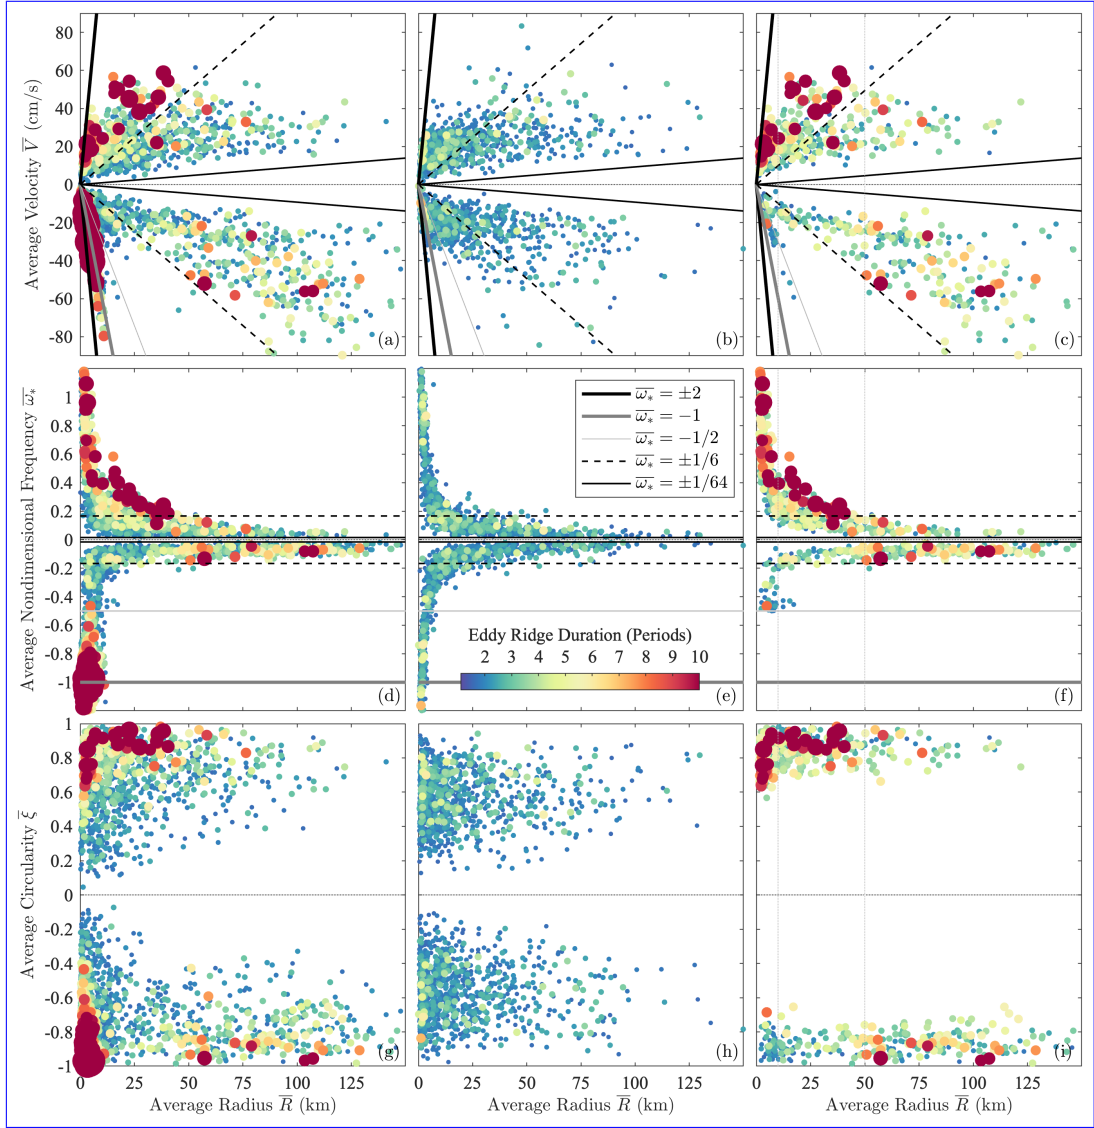 Average Velocity V̅ (cm/s)
80
60
40
20
0
-20
-40
-60
-80
(a)
(b)
(c)
Average Nondimensional Frequency ω̅*
1
0.8
0.6
0.4
0.2
0
-0.2
-0.4
-0.6
-0.8
-1
(d)
ω̅* = ±2
ω̅* = −1
ω̅* = −1/2
ω̅* = ±1/6
ω̅* = ±1/64
Eddy Ridge Duration (Periods)
2 3 4 5 6 7 8 9 10
(e)
(f)
Average Circularity ξ̅
1
0.8
0.6
0.4
0.2
0
-0.2
-0.4
-0.6
-0.8
-1
(g)
(h)
(i)
0 25 50 75 100 125
0 25 50 75 100 125
0 25 50 75 100 125
Average Radius R̅ (km)
Average Radius R̅ (km)
Average Radius R̅ (km)